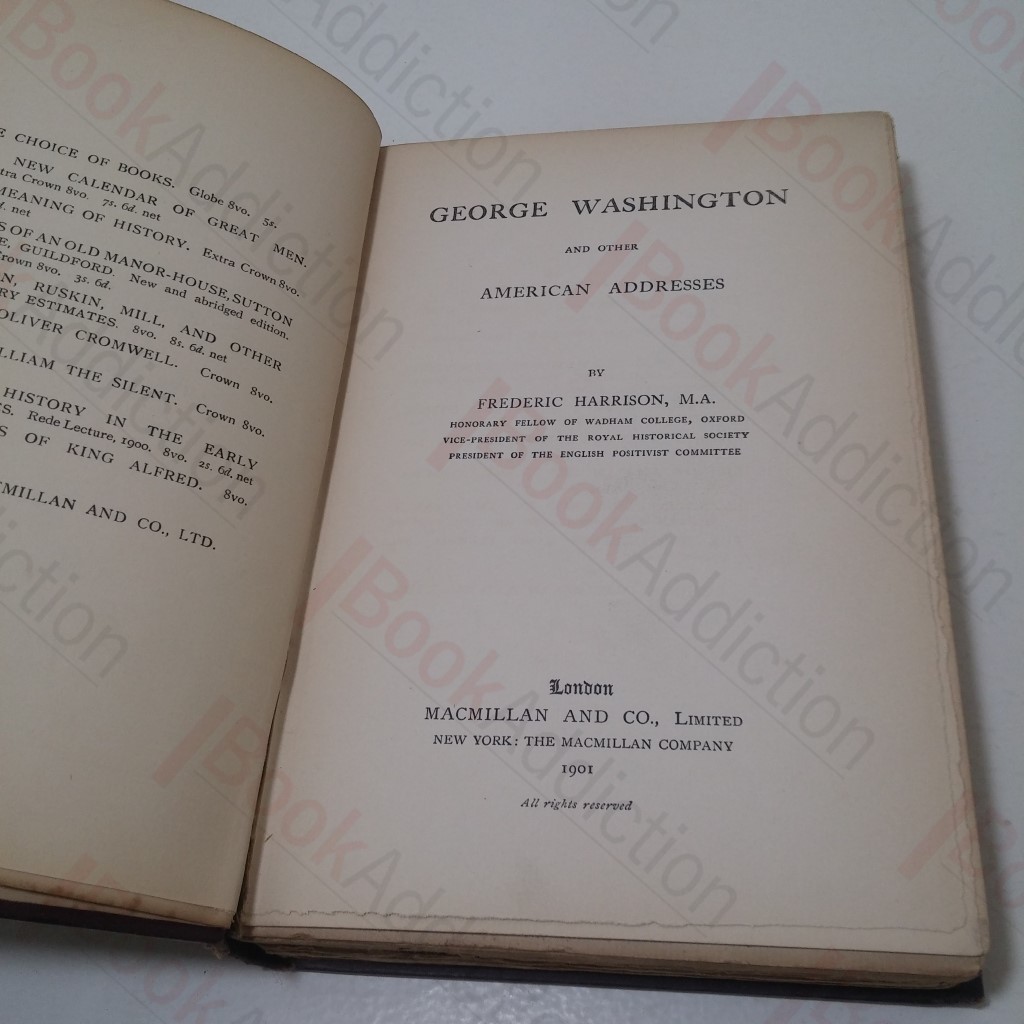 E CHOICE OF BOOKS. Globe 8vo. 5s.
NEW CALENDAR OF GREAT MEN.
tra Crown 8vo. 7s. 6d. net
MEANING OF HISTORY. Extra Crown 8vo.
d. net
S OF AN OLD MANOR-HOUSE, SUTTON
E, GUILDFORD. New and abridged edition.
Crown 8vo. 3s. 6d.
N, RUSKIN, MILL, AND OTHER
RY ESTIMATES. 8vo. 8s. 6d. net
OLIVER CROMWELL. Crown 8vo.
LLIAM THE SILENT. Crown 8vo.
HISTORY IN THE EARLY
ES. Rede Lecture, 1900. 8vo. 2s. 6d. net
S OF KING ALFRED. 8vo.
CMILLAN AND CO., LTD.
GEORGE WASHINGTON
AND OTHER
AMERICAN ADDRESSES
BY
FREDERIC HARRISON, M.A.
HONORARY FELLOW OF WADHAM COLLEGE, OXFORD
VICE-PRESIDENT OF THE ROYAL HISTORICAL SOCIETY
PRESIDENT OF THE ENGLISH POSITIVIST COMMITTEE
London
MACMILLAN AND CO., LIMITED
NEW YORK: THE MACMILLAN COMPANY
1901
All rights reserved
BookAddiction